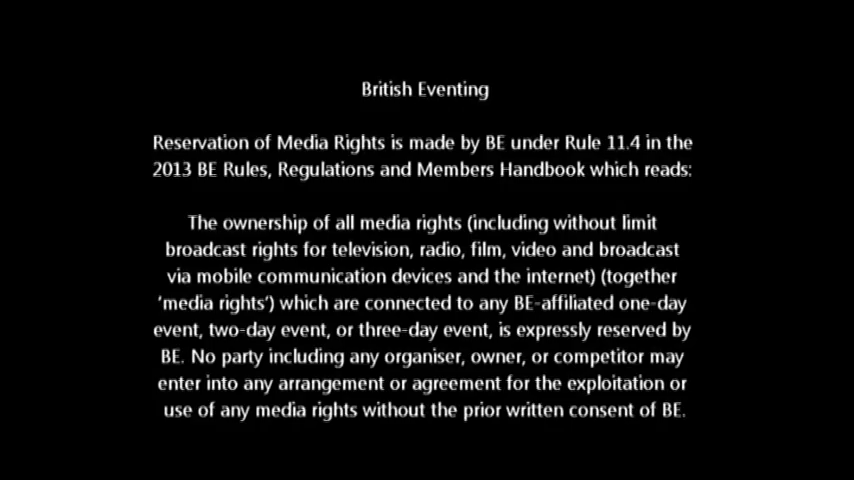 British Eventing
Reservation of Media Rights is made by BE under Rule 11.4 in the
2013 BE Rules, Regulations and Members Handbook which reads:
The ownership of all media rights (including without limit
broadcast rights for television, radio, film, video and broadcast
via mobile communication devices and the internet) (together
‘media rights’) which are connected to any BE-affiliated one-day
event, two-day event, or three-day event, is expressly reserved by
BE. No party including any organiser, owner, or competitor may
enter into any arrangement or agreement for the exploitation or
use of any media rights without the prior written consent of BE.